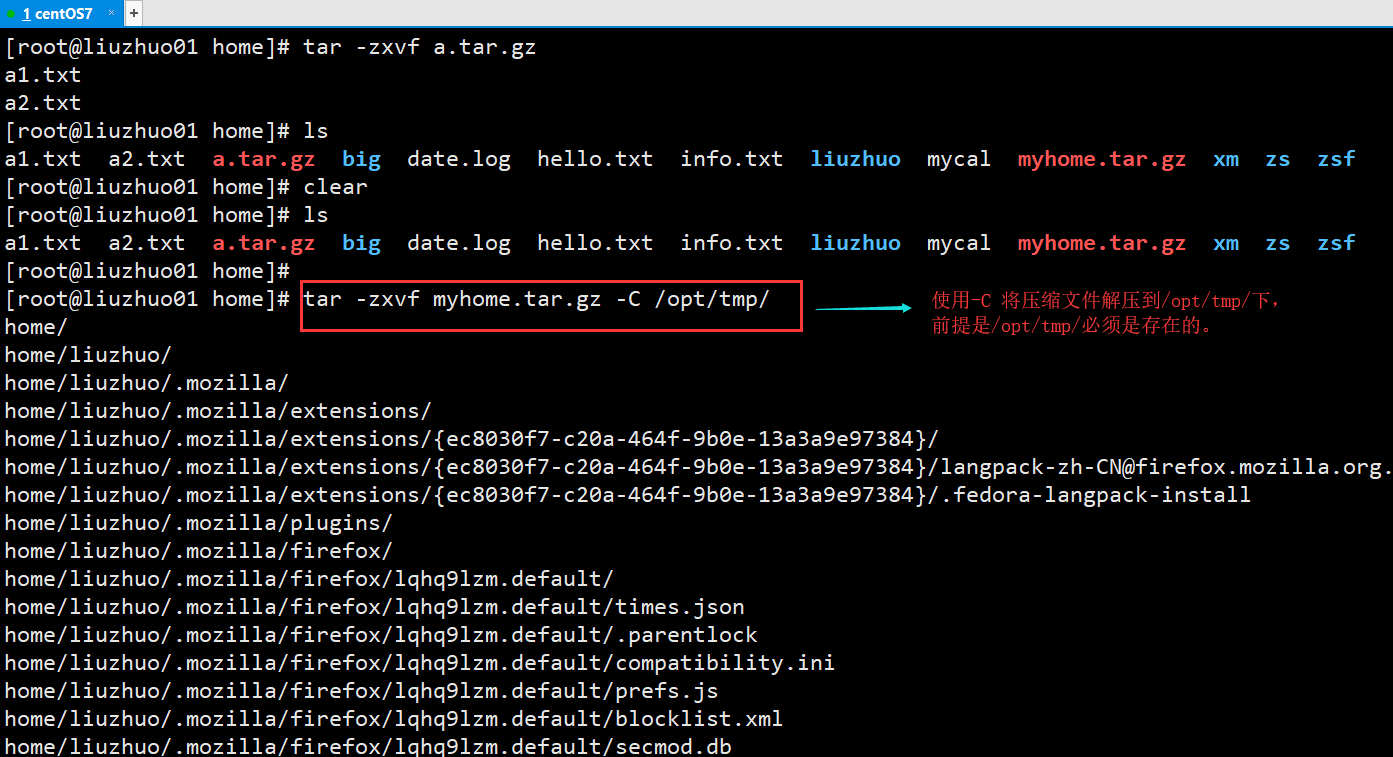 1 centOS7 × +
[root@liuzhuo01 home]# tar -zxvf a.tar.gz
a1.txt
a2.txt
[root@liuzhuo01 home]# ls
a1.txt a2.txt a.tar.gz big date.log hello.txt info.txt liuzhuo mycal myhome.tar.gz xm zs zsf
[root@liuzhuo01 home]# clear
[root@liuzhuo01 home]# ls
a1.txt a2.txt a.tar.gz big date.log hello.txt info.txt liuzhuo mycal myhome.tar.gz xm zs zsf
[root@liuzhuo01 home]#
[root@liuzhuo01 home]# tar -zxvf myhome.tar.gz -C /opt/tmp/
使用-C 将压缩文件解压到/opt/tmp/下，
前提是/opt/tmp/必须是存在的。
home/
home/liuzhuo/
home/liuzhuo/.mozilla/
home/liuzhuo/.mozilla/extensions/
home/liuzhuo/.mozilla/extensions/{ec8030f7-c20a-464f-9b0e-13a3a9e97384}/
home/liuzhuo/.mozilla/extensions/{ec8030f7-c20a-464f-9b0e-13a3a9e97384}/langpack-zh-CN@firefox.mozilla.org.
home/liuzhuo/.mozilla/extensions/{ec8030f7-c20a-464f-9b0e-13a3a9e97384}/.fedora-langpack-install
home/liuzhuo/.mozilla/plugins/
home/liuzhuo/.mozilla/firefox/
home/liuzhuo/.mozilla/firefox/lqhq9lzm.default/
home/liuzhuo/.mozilla/firefox/lqhq9lzm.default/times.json
home/liuzhuo/.mozilla/firefox/lqhq9lzm.default/.parentlock
home/liuzhuo/.mozilla/firefox/lqhq9lzm.default/compatibility.ini
home/liuzhuo/.mozilla/firefox/lqhq9lzm.default/prefs.js
home/liuzhuo/.mozilla/firefox/lqhq9lzm.default/blocklist.xml
home/liuzhuo/.mozilla/firefox/lqhq9lzm.default/secmod.db